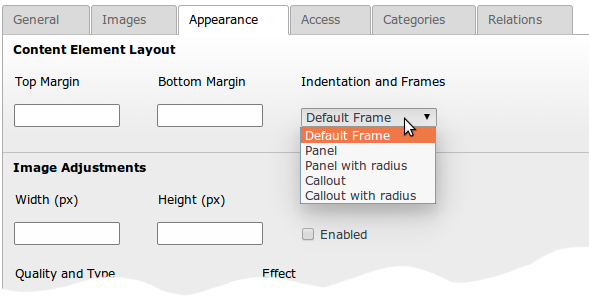 General Images Appearance Access Categories Relations
Content Element Layout
Top Margin Bottom Margin Indentation and Frames
Default Frame
Default Frame
Panel
Panel with radius
Callout
Callout with radius
Image Adjustments
Width (px) Height (px)
Enabled
Quality and Type Effect